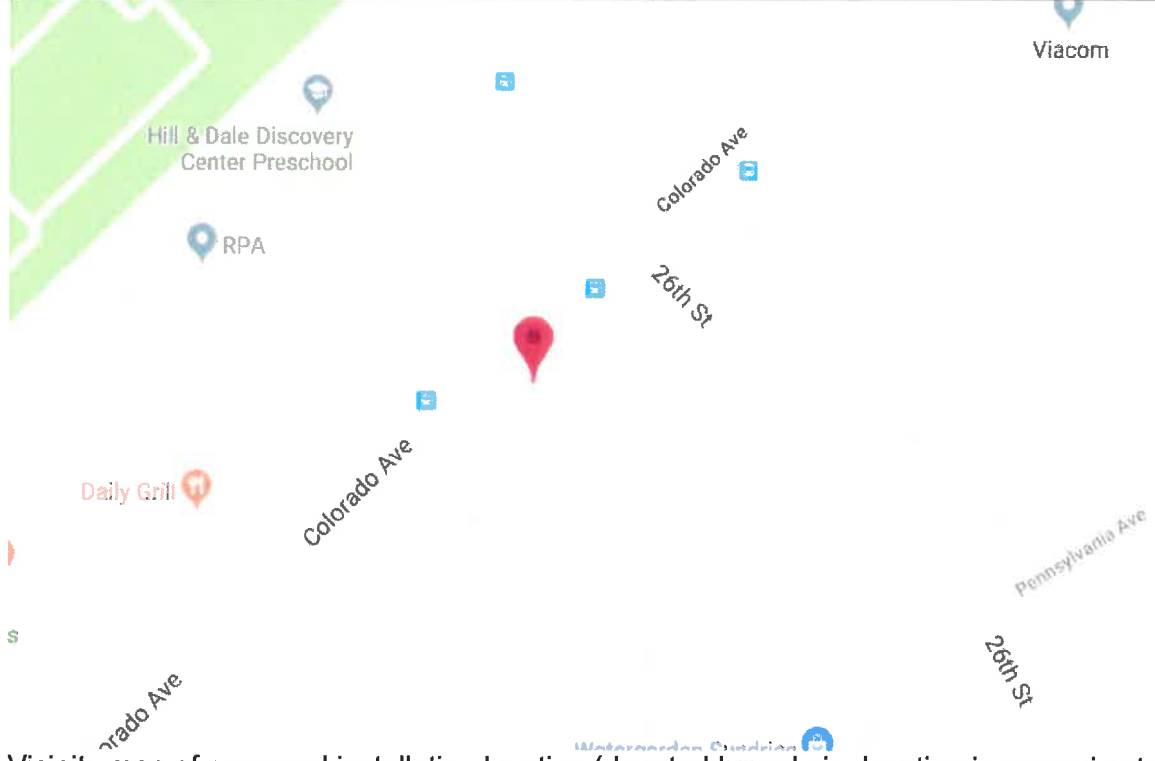 Viacom
Hill & Dale Discovery
Center Preschool
Colorado Ave
RPA
26th St
Colorado Ave
Daily Grill
Pennsylvania Ave
s
26th St
orado Ave